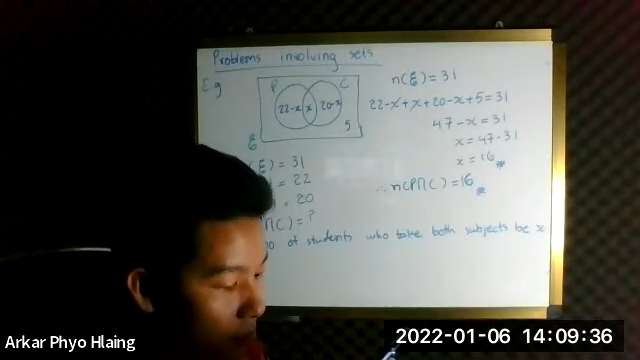 Problems involving sets
Eg
P C
22-x x 20-x
5
ξ
(ξ) = 31
= 22
= 20
∩C) = ?
no of students who take both subjects be x
n(ξ) = 31
22-x+x+20-x+5=31
47-x=31
x=47-31
x=16
∴ n(P∩C)=16
Arkar Phyo Hlaing
2022-01-06 14:09:36